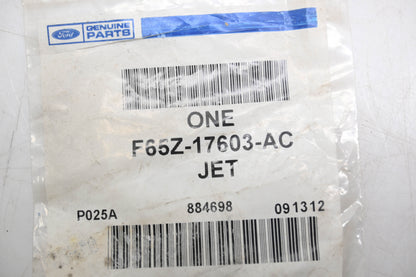 Ford GENUINE
PARTS
ONE
F65Z-17603-AC
JET
P025A 884698 091312